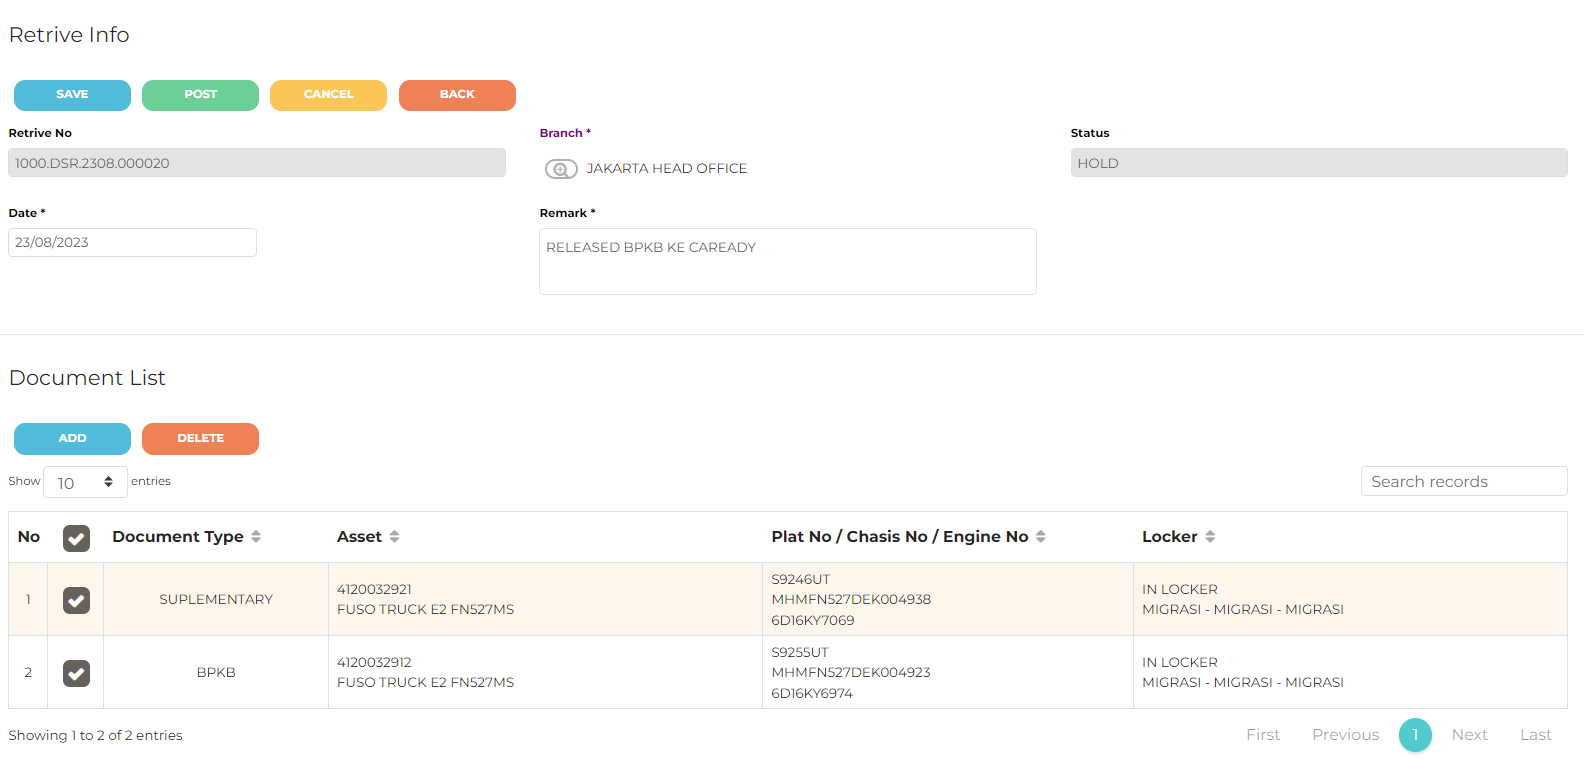 Retrive Info
SAVE POST CANCEL BACK
Retrive No Branch * Status
1000.DSR.2308.000020 JAKARTA HEAD OFFICE HOLD
Date * Remark *
23/08/2023 RELEASED BPKB KE CAREADY
Document List
ADD DELETE
Show 10 entries Search records
No Document Type Asset Plat No / Chasis No / Engine No Locker
1 SUPLEMENTARY 4120032921 S9246UT IN LOCKER
FUSO TRUCK E2 FN527MS MHMFN527DEK004938 MIGRASI - MIGRASI - MIGRASI
6D16KY7069
2 BPKB 4120032912 S9255UT IN LOCKER
FUSO TRUCK E2 FN527MS MHMFN527DEK004923 MIGRASI - MIGRASI - MIGRASI
6D16KY6974
Showing 1 to 2 of 2 entries First Previous 1 Next Last